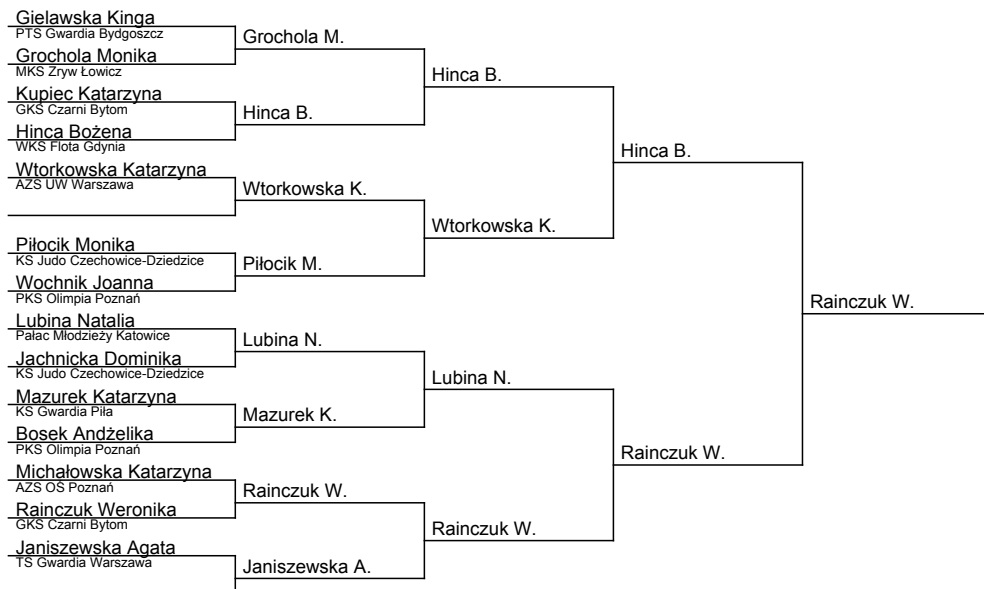 Gielawska Kinga
PTS Gwardia Bydgoszcz
Grochola M.
Grochola Monika
MKS Zryw Łowicz
Hinca B.
Kupiec Katarzyna
GKS Czarni Bytom
Hinca B.
Hinca Bożena
WKS Flota Gdynia
Hinca B.
Wtorkowska Katarzyna
AZS UW Warszawa
Wtorkowska K.
Wtorkowska K.
Piłocik Monika
KS Judo Czechowice-Dziedzice
Piłocik M.
Wochnik Joanna
PKS Olimpia Poznań
Rainczuk W.
Lubina Natalia
Pałac Młodzieży Katowice
Lubina N.
Jachnicka Dominika
KS Judo Czechowice-Dziedzice
Lubina N.
Mazurek Katarzyna
KS Gwardia Piła
Mazurek K.
Bosek Andżelika
PKS Olimpia Poznań
Rainczuk W.
Michałowska Katarzyna
AZS OŚ Poznań
Rainczuk W.
Rainczuk Weronika
GKS Czarni Bytom
Rainczuk W.
Janiszewska Agata
TS Gwardia Warszawa
Janiszewska A.